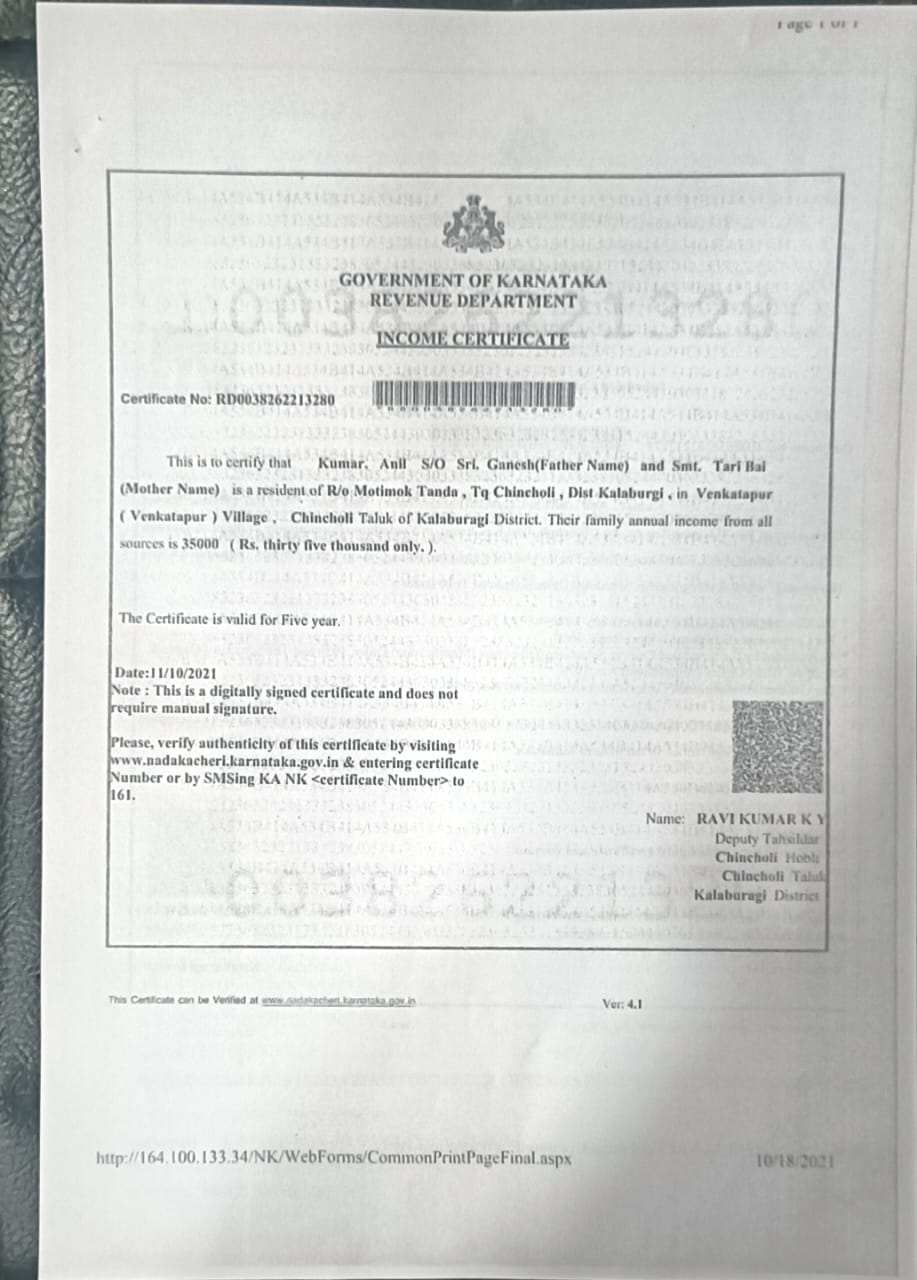 Page 1 of 1
GOVERNMENT OF KARNATAKA
REVENUE DEPARTMENT
INCOME CERTIFICATE
Certificate No: RD0038262213280
This is to certify that Kumar. Anil S/O Sri. Ganesh(Father Name) and Smt. Tari Bai
(Mother Name) is a resident of R/o Motimok Tanda , Tq Chincholi , Dist Kalaburgi , in Venkatapur
( Venkatapur ) Village , Chincholi Taluk of Kalaburagi District. Their family annual income from all
sources is 35000 ( Rs. thirty five thousand only. ).
The Certificate is valid for Five year.
Date:11/10/2021
Note : This is a digitally signed certificate and does not
require manual signature.
Please, verify authenticity of this certificate by visiting
www.nadakacheri.karnataka.gov.in & entering certificate
Number or by SMSing KA NK <certificate Number> to
161.
Name: RAVI KUMAR K Y
Deputy Tahsildar
Chincholi Hobli
Chincholi Taluk
Kalaburagi District
This Certificate can be Verified at www.nadakacheri.karnataka.gov.in
Ver: 4.1
http://164.100.133.34/NK/WebForms/CommonPrintPageFinal.aspx
10/18/2021